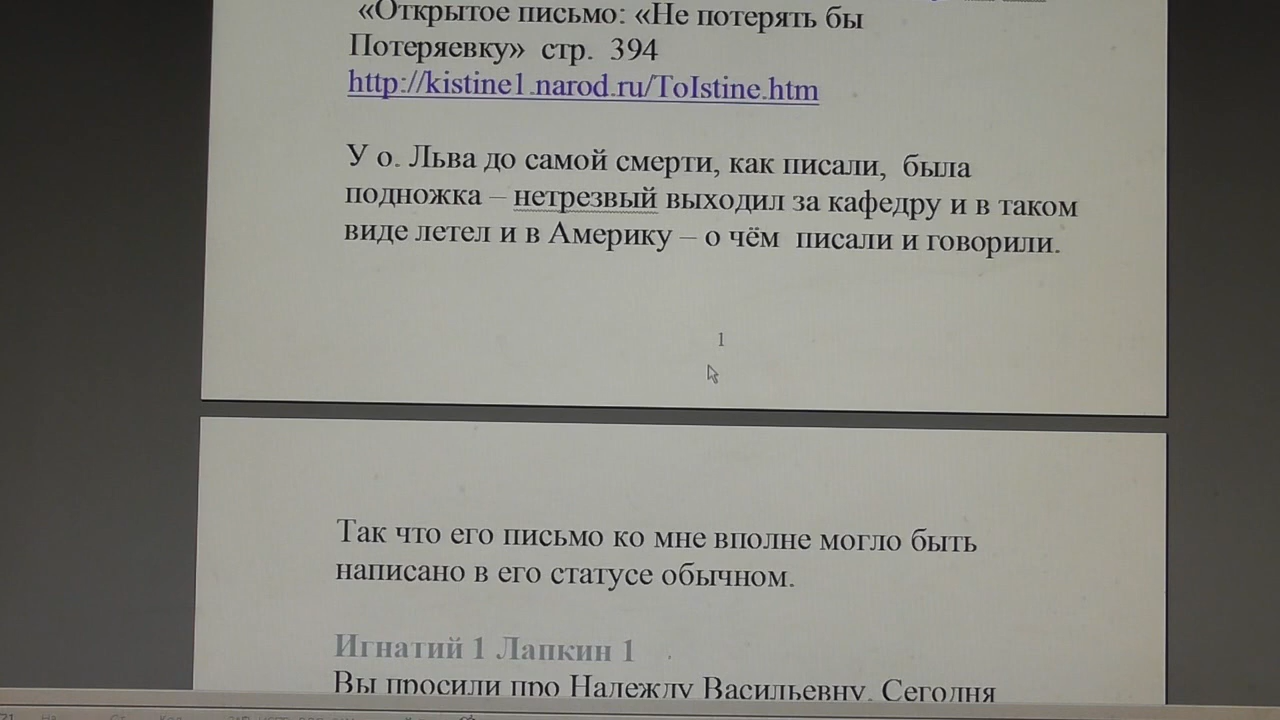 «Открытое письмо: «Не потерять бы
Потеряевку» стр. 394
http://kistine1.narod.ru/ToIstine.htm
У о. Льва до самой смерти, как писали, была
подножка – нетрезвый выходил за кафедру и в таком
виде летел и в Америку – о чём писали и говорили.
1
Так что его письмо ко мне вполне могло быть
написано в его статусе обычном.
Игнатий 1 Лапкин 1
Вы просили про Надежду Васильевну. Сегодня